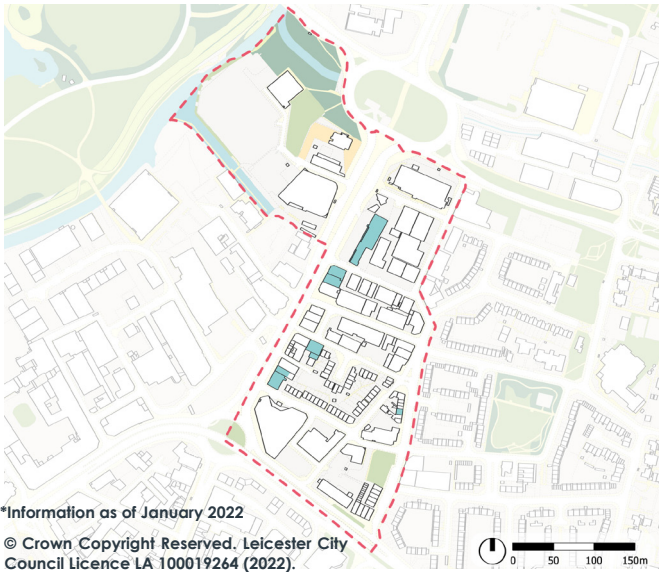 *Information as of January 2022
© Crown Copyright Reserved. Leicester City
Council Licence LA 100019264 (2022).
0 50 100 150m